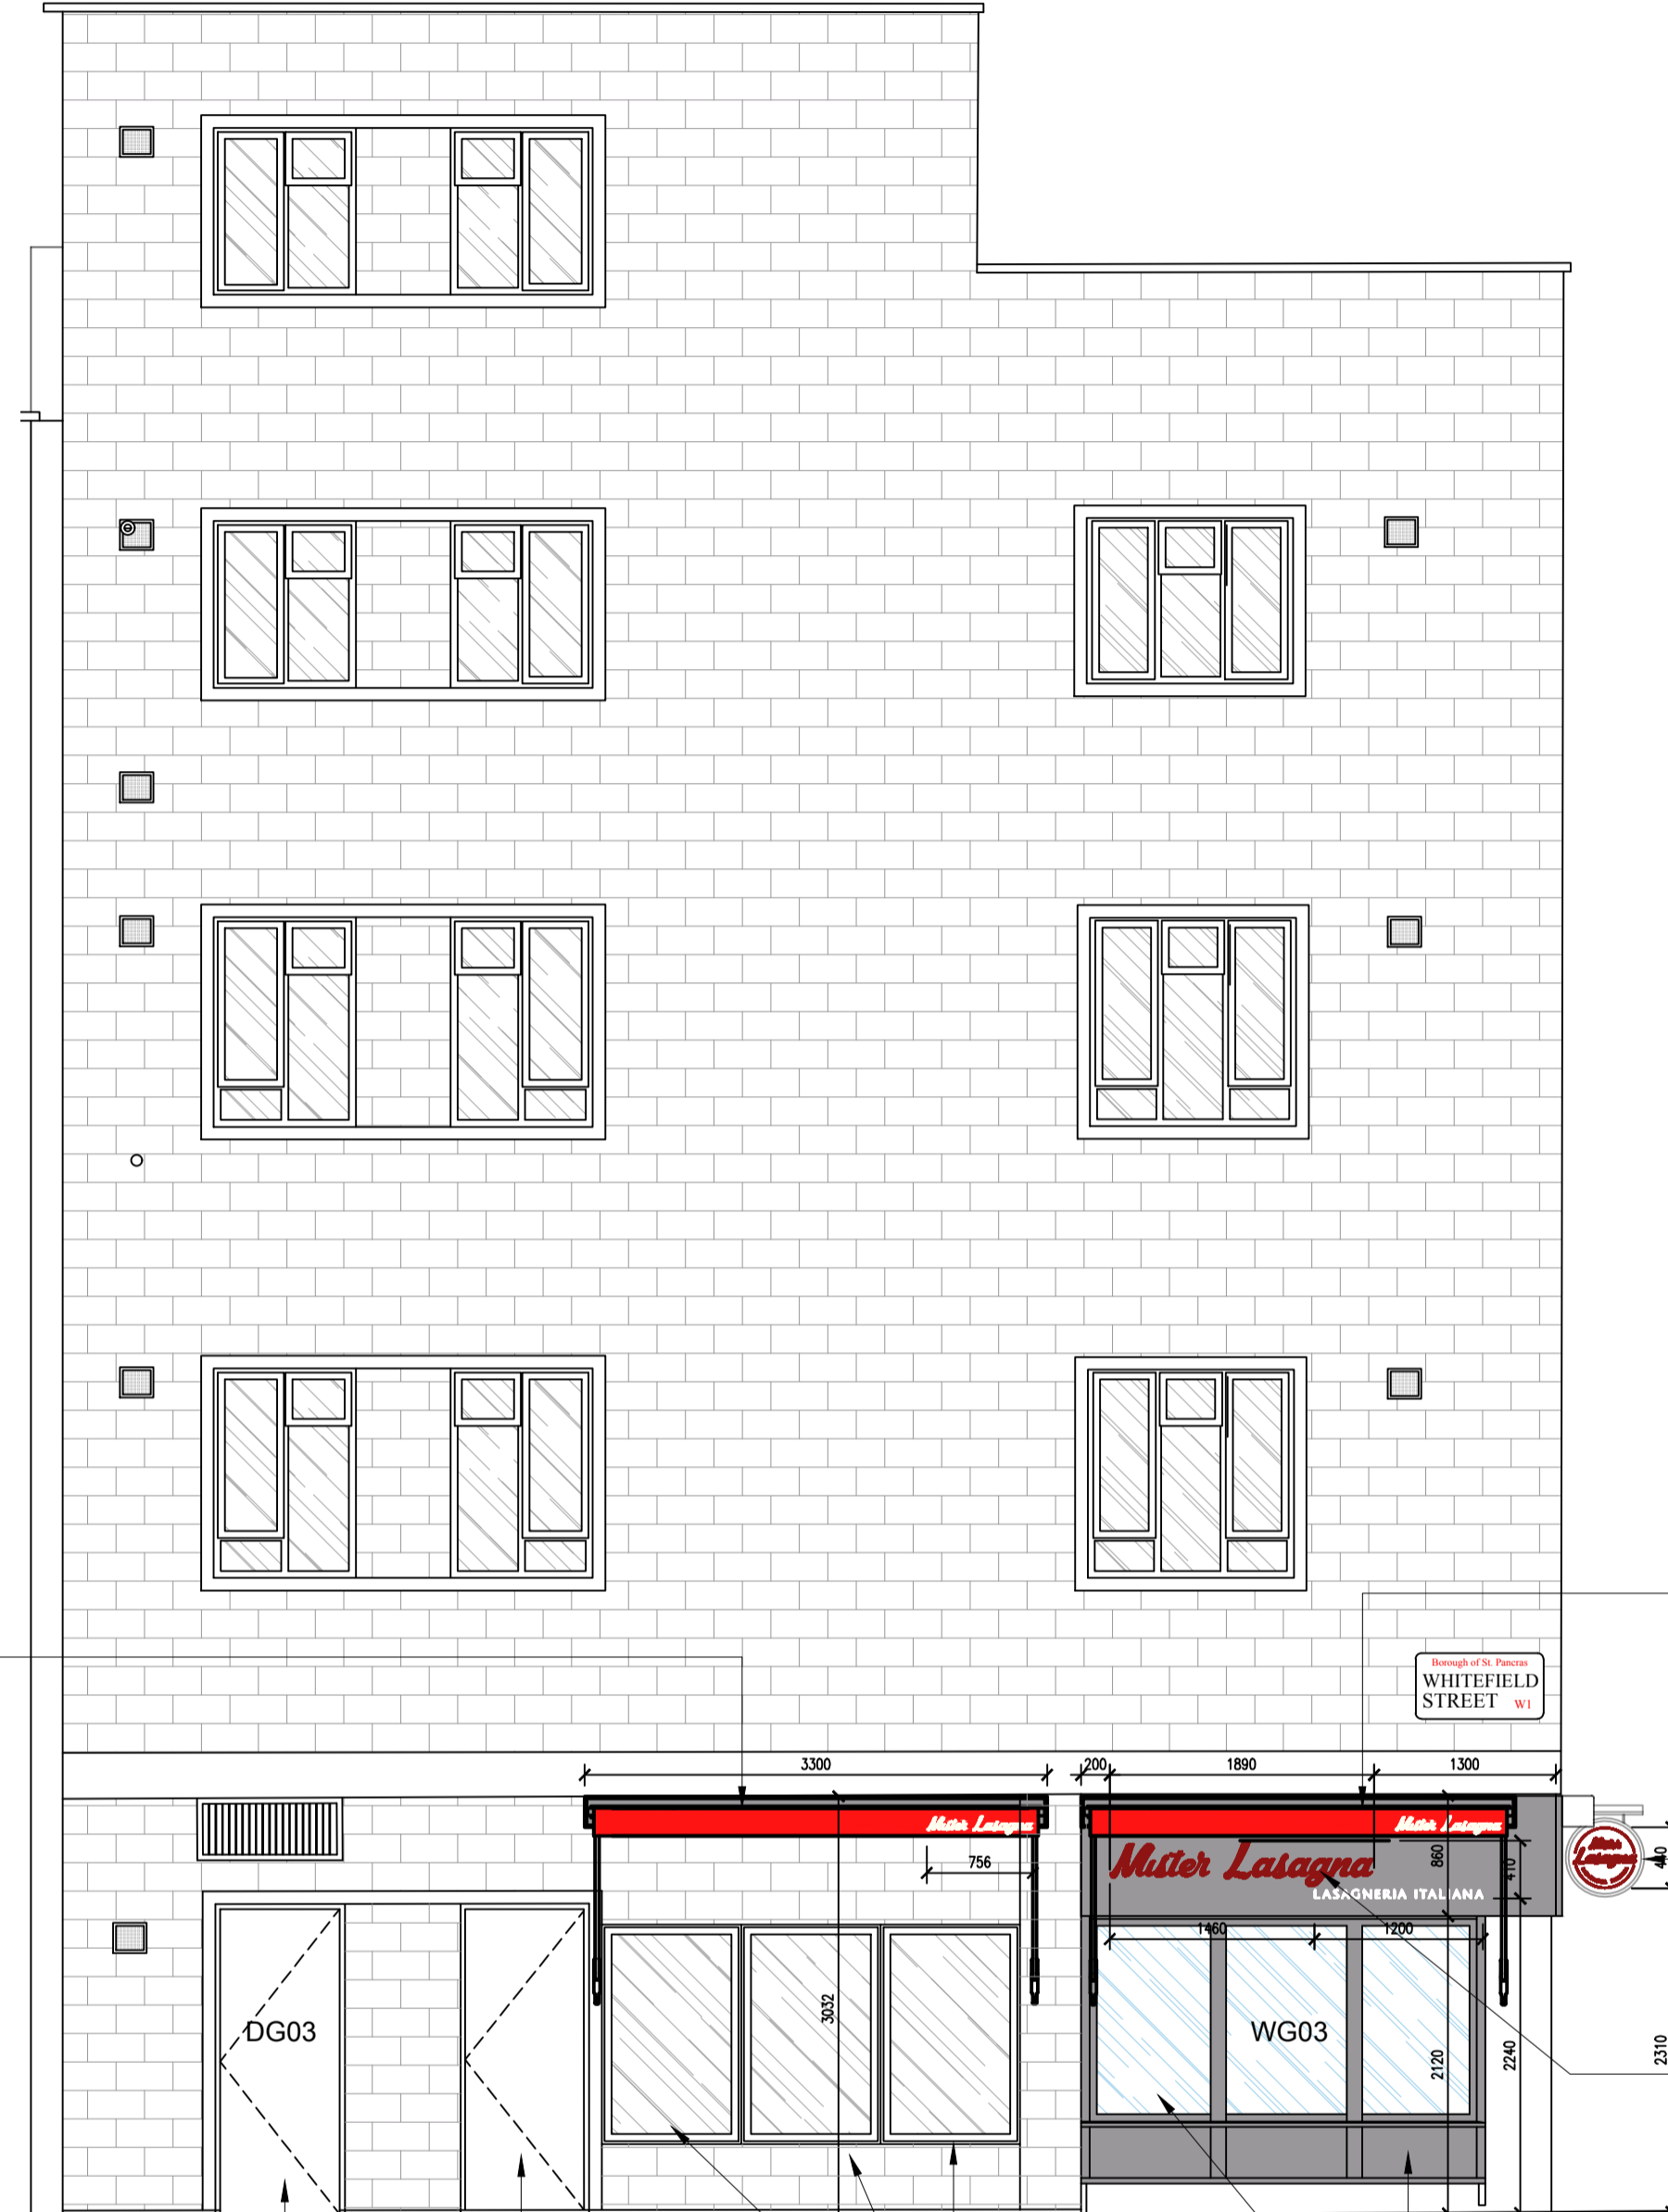 Borough of St. Pancras
WHITEFIELD
STREET W1
3300
200
1890
1300
Mister Lasagna
Mister Lasagna
756
Mister Lasagna
LASAGNERIA ITALIANA
860
410
440
Lasagna
1460
1200
DG03
3032
WG03
2120
2240
2310